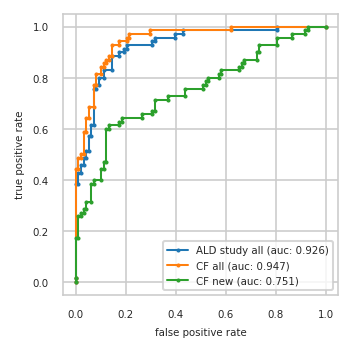 1.0
0.8
0.6
0.4
0.2
0.0
true positive rate
ALD study all (auc: 0.926)
CF all (auc: 0.947)
CF new (auc: 0.751)
0.0 0.2 0.4 0.6 0.8 1.0
false positive rate